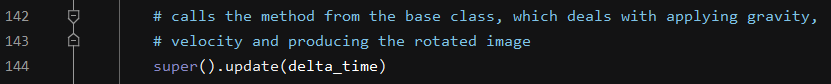 142 # calls the method from the base class, which deals with applying gravity,
143 # velocity and producing the rotated image
144 super().update(delta_time)